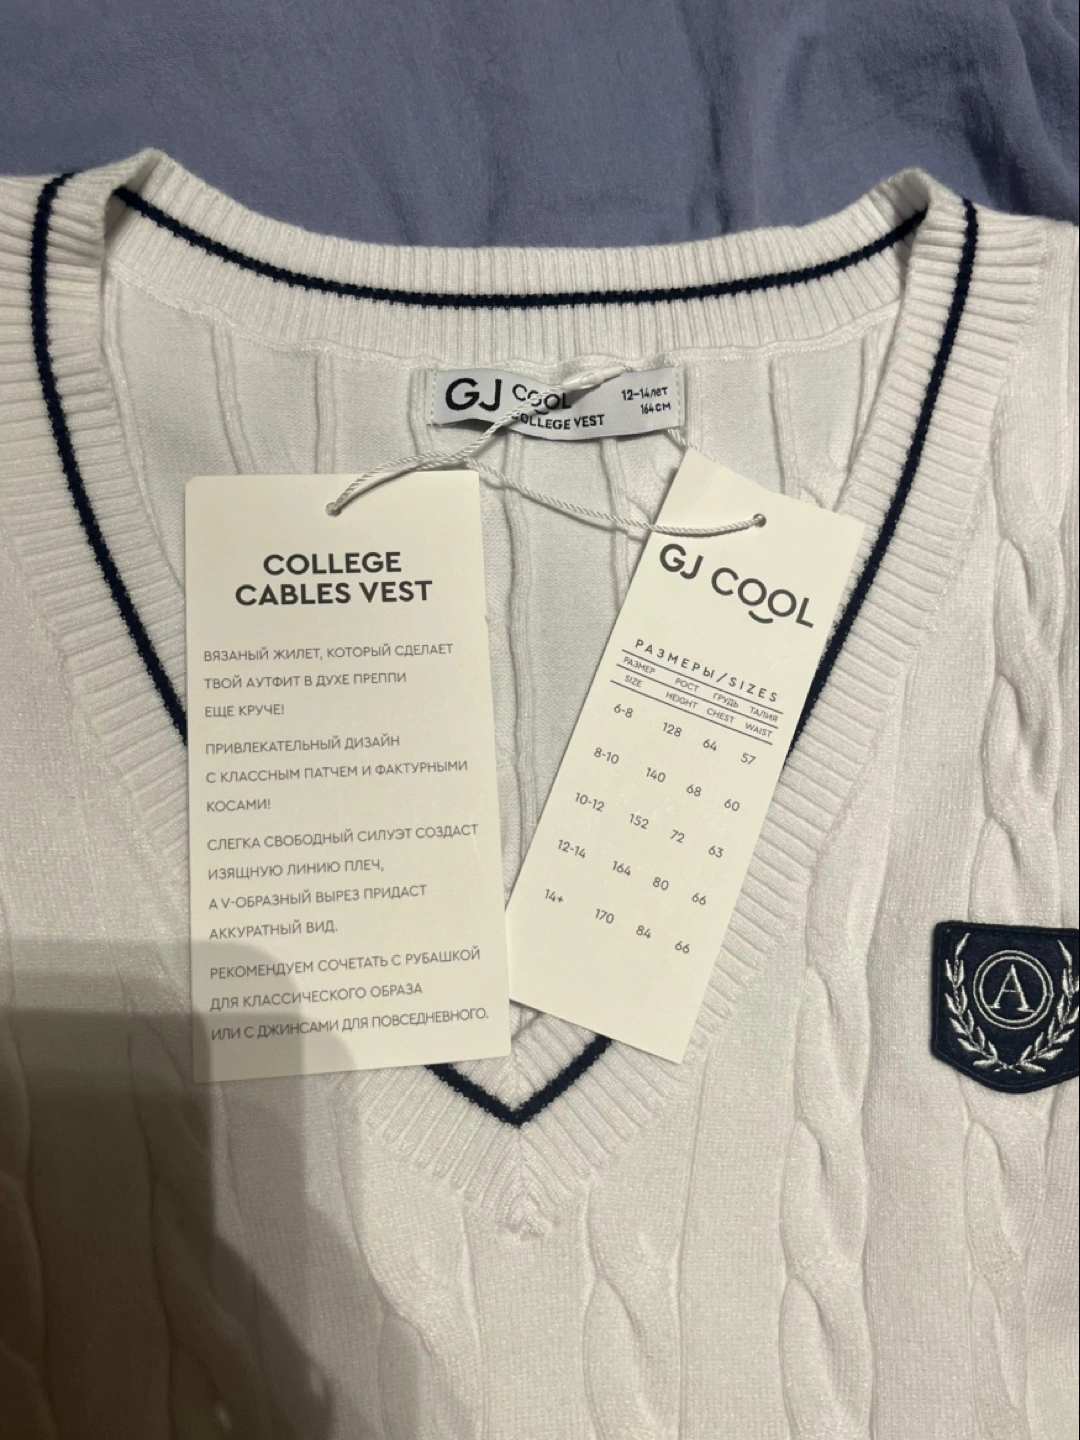 GJ COOL
COLLEGE VEST
12-14лет
164см
COLLEGE
CABLES VEST
ВЯЗАНЫЙ ЖИЛЕТ, КОТОРЫЙ СДЕЛАЕТ
ТВОЙ АУТФИТ В ДУХЕ ПРЕППИ
ЕЩЕ КРУЧЕ!
ПРИВЛЕКАТЕЛЬНЫЙ ДИЗАЙН
С КЛАССНЫМ ПАТЧЕМ И ФАКТУРНЫМИ
КОСАМИ!
СЛЕГКА СВОБОДНЫЙ СИЛУЭТ СОЗДАСТ
ИЗЯЩНУЮ ЛИНИЮ ПЛЕЧ,
А V-ОБРАЗНЫЙ ВЫРЕЗ ПРИДАСТ
АККУРАТНЫЙ ВИД.
РЕКОМЕНДУЕМ СОЧЕТАТЬ С РУБАШКОЙ
ДЛЯ КЛАССИЧЕСКОГО ОБРАЗА
ИЛИ С ДЖИНСАМИ ДЛЯ ПОВСЕДНЕВНОГО.
GJ COOL
РАЗМЕРЫ/SIZES
РАЗМЕР РОСТ ГРУДЬ ТАЛИЯ
SIZE HEIGHT CHEST WAIST
6-8 128 64 57
8-10 140 68 60
10-12 152 72 63
12-14 164 80 66
14+ 170 84 66
A